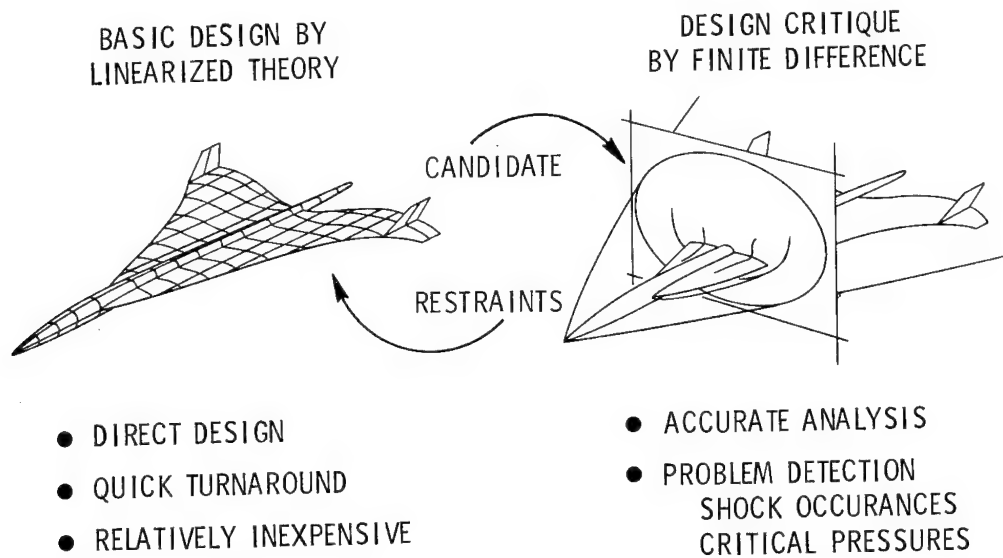 BASIC DESIGN BY
LINEARIZED THEORY
DESIGN CRITIQUE
BY FINITE DIFFERENCE
CANDIDATE
RESTRAINTS
● DIRECT DESIGN
● QUICK TURNAROUND
● RELATIVELY INEXPENSIVE
● ACCURATE ANALYSIS
● PROBLEM DETECTION
SHOCK OCCURANCES
CRITICAL PRESSURES